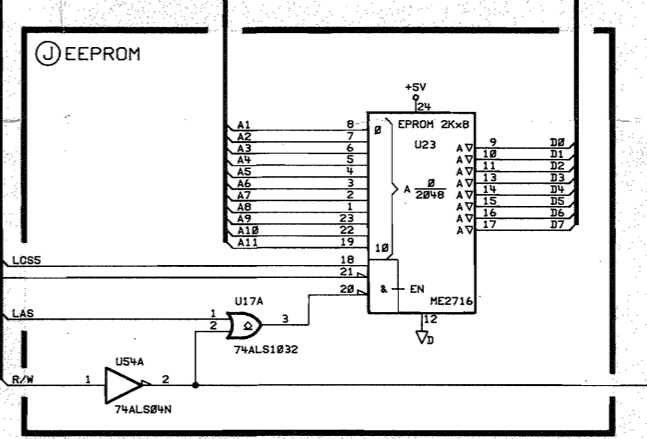 J EEPROM
+5V
24
A1 8 0 EPROM 2Kx8
A2 7 U23 A 9 D0
A3 6 A 10 D1
A4 5 A 11 D2
A5 4 A 13 D3
A6 3 A 0/2048 A 14 D4
A7 2 A 15 D5
A8 1 A 16 D6
A9 23 A 17 D7
A10 22
A11 19 10
LCS5 18
21
20 & EN
ME2716
12
D
U17A
LAS 1
2
3
74ALS1032
U54A
R/W 1 2
74ALS04N